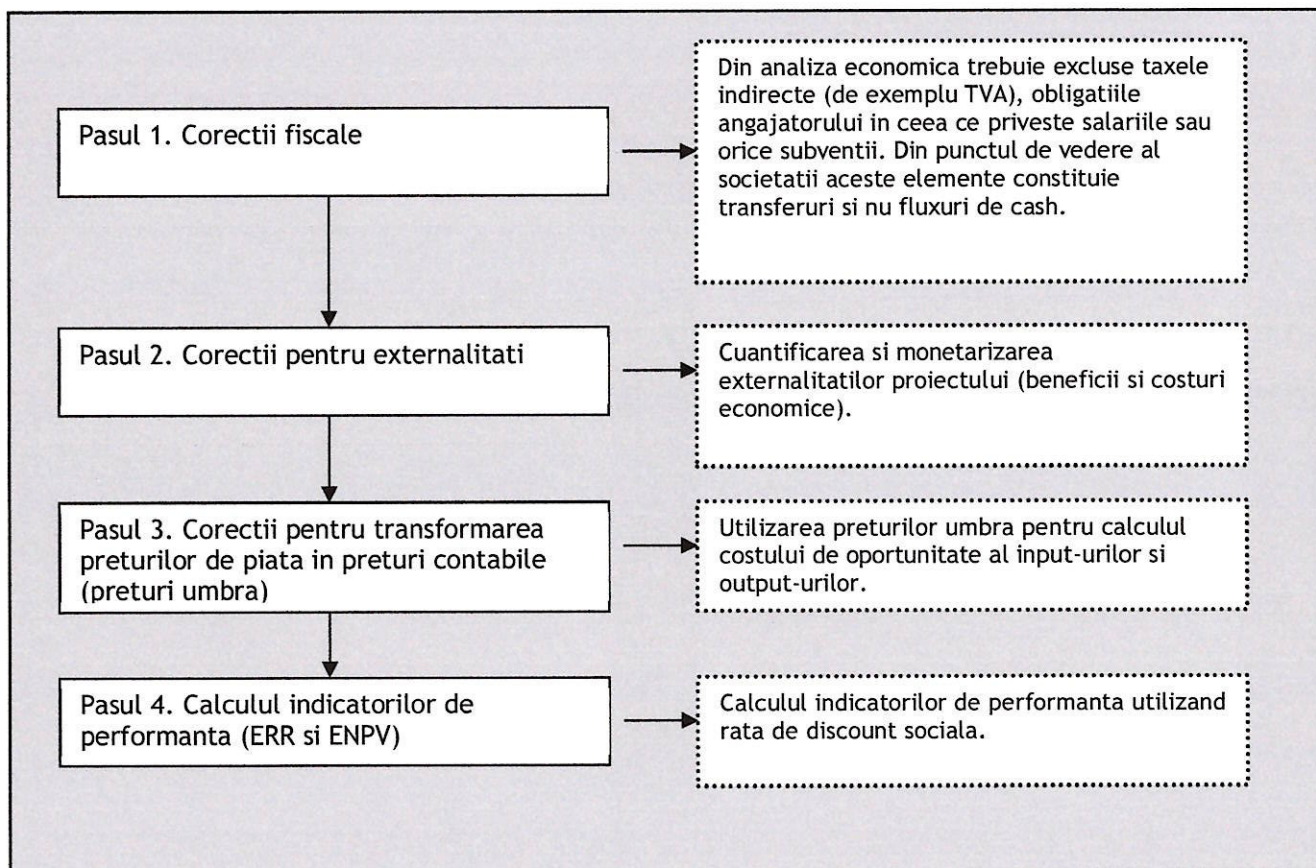 Pasul 1. Corectii fiscale
Din analiza economica trebuie excluse taxele
indirecte (de exemplu TVA), obligatiile
angajatorului in ceea ce priveste salariile sau
orice subventii. Din punctul de vedere al
societatii aceste elemente constituie
transferuri si nu fluxuri de cash.
Pasul 2. Corectii pentru externalitati
Cuantificarea si monetarizarea
externalitatilor proiectului (beneficii si costuri
economice).
Pasul 3. Corectii pentru transformarea
preturilor de piata in preturi contabile
(preturi umbra)
Utilizarea preturilor umbra pentru calculul
costului de oportunitate al input-urilor si
output-urilor.
Pasul 4. Calculul indicatorilor de
performanta (ERR si ENPV)
Calculul indicatorilor de performanta utilizand
rata de discount sociala.